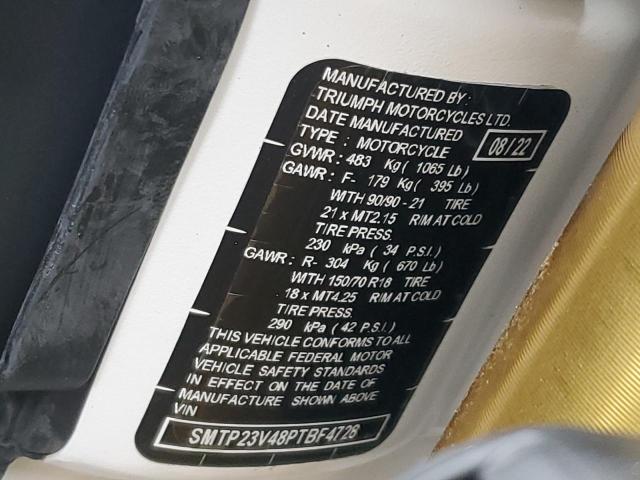 MANUFACTURED BY:
TRIUMPH MOTORCYCLES LTD.
DATE MANUFACTURED 08/22
TYPE : MOTORCYCLE
GVWR: 483 Kg ( 1065 Lb)
GAWR: F- 179 Kg ( 395 Lb)
WITH 90/90 - 21 TIRE
21 x MT2.15 RIM AT COLD
TIRE PRESS.
230 kPa ( 34 P.S.I.)
GAWR: R- 304 Kg ( 670 Lb)
WITH 150/70 R18 TIRE
18 x MT4.25 RIM AT COLD
TIRE PRESS.
290 kPa ( 42 P.S.I.)
THIS VEHICLE CONFORMS TO ALL
APPLICABLE FEDERAL MOTOR
VEHICLE SAFETY STANDARDS
IN EFFECT ON THE DATE OF
MANUFACTURE SHOWN ABOVE
VIN
SMTP23V48PTBF4728